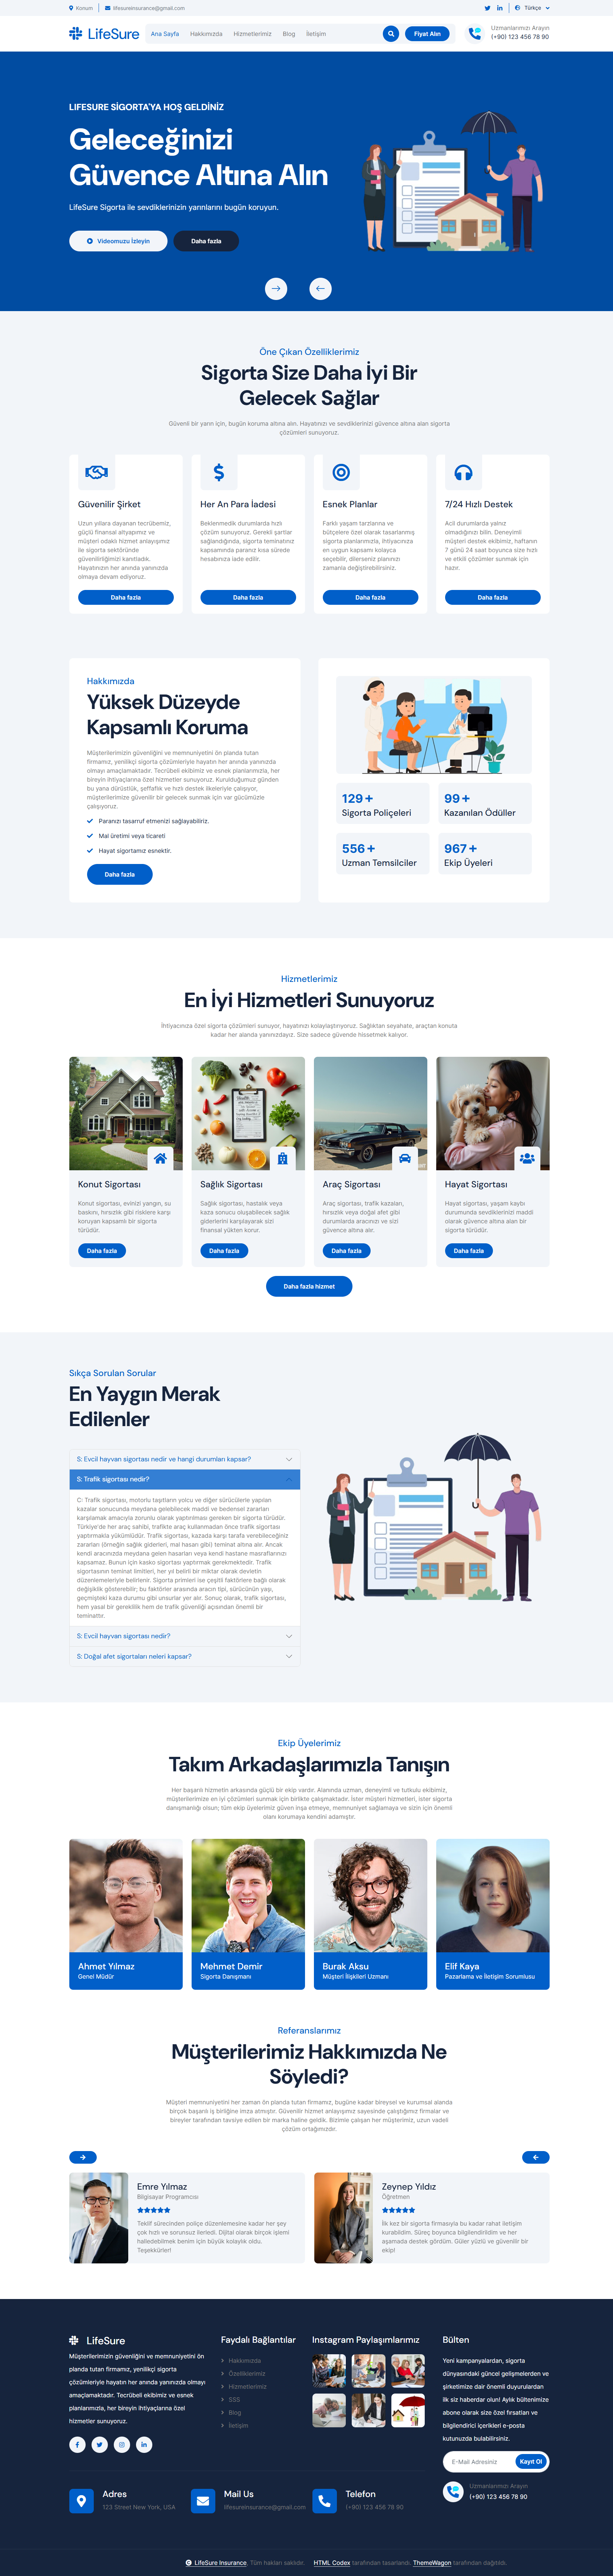 Konum
lifesureinsurance@gmail.com
Türkçe
LifeSure
Ana Sayfa
Hakkımızda
Hizmetlerimiz
Blog
İletişim
Fiyat Alın
Uzmanlarımızı Arayın
(+90) 123 456 78 90
LIFESURE SİGORTA'YA HOŞ GELDİNİZ
Geleceğinizi
Güvence Altına Alın
LifeSure Sigorta ile sevdiklerinizin yarınlarını bugün koruyun.
Videomuzu İzleyin
Daha fazla
Öne Çıkan Özelliklerimiz
Sigorta Size Daha İyi Bir
Gelecek Sağlar
Güvenli bir yarın için, bugün koruma altına alın. Hayatınızı ve sevdiklerinizi güvence altına alan sigorta
çözümleri sunuyoruz.
Güvenilir Şirket
Uzun yıllara dayanan tecrübemiz,
güçlü finansal altyapımız ve
müşteri odaklı hizmet anlayışımız
ile sigorta sektöründe
güvenilirliğimizi kanıtladık.
Hayatınızın her anında yanınızda
olmaya devam ediyoruz.
Daha fazla
Her An Para İadesi
Beklenmedik durumlarda hızlı
çözüm sunuyoruz. Gerekli şartlar
sağlandığında, sigorta teminatınız
kapsamında paranız kısa sürede
hesabınıza iade edilir.
Daha fazla
Esnek Planlar
Farklı yaşam tarzlarına ve
bütçelere özel olarak tasarlanmış
sigorta planlarımızla, ihtiyacınıza
en uygun kapsamı kolayca
seçebilir, dilerseniz planınızı
zamanla değiştirebilirsiniz.
Daha fazla
7/24 Hızlı Destek
Acil durumlarda yalnız
olmadığınızı bilin. Deneyimli
müşteri destek ekibimiz, haftanın
7 günü 24 saat boyunca size hızlı
ve etkili çözümler sunmak için
hazır.
Daha fazla
Hakkımızda
Yüksek Düzeyde
Kapsamlı Koruma
Müşterilerimizin güvenliğini ve memnuniyetini ön planda tutan
firmamız, yenilikçi sigorta çözümleriyle hayatın her anında yanınızda
olmayı amaçlamaktadır. Tecrübeli ekibimiz ve esnek planlarımızla, her
bireyin ihtiyaçlarına özel hizmetler sunuyoruz. Kurulduğumuz günden
bu yana dürüstlük, şeffaflık ve hızlı destek ilkeleriyle çalışıyor,
müşterilerimize güvenilir bir gelecek sunmak için var gücümüzle
çalışıyoruz.
Paranızı tasarruf etmenizi sağlayabiliriz.
Mal üretimi veya ticareti
Hayat sigortamız esnektir.
Daha fazla
129 +
Sigorta Poliçeleri
99 +
Kazanılan Ödüller
556 +
Uzman Temsilciler
967 +
Ekip Üyeleri
Hizmetlerimiz
En İyi Hizmetleri Sunuyoruz
İhtiyacınıza özel sigorta çözümleri sunuyor, hayatınızı kolaylaştırıyoruz. Sağlıktan seyahate, araçtan konuta
kadar her alanda yanınızdayız. Size sadece güvende hissetmek kalıyor.
Konut Sigortası
Konut sigortası, evinizi yangın, su
baskını, hırsızlık gibi risklere karşı
koruyan kapsamlı bir sigorta
türüdür.
Daha fazla
Sağlık Sigortası
Sağlık sigortası, hastalık veya
kaza sonucu oluşabilecek sağlık
giderlerini karşılayarak sizi
finansal yükten korur.
Daha fazla
Araç Sigortası
Araç sigortası, trafik kazaları,
hırsızlık veya doğal afet gibi
durumlarda aracınızı ve sizi
güvence altına alır.
Daha fazla
Hayat Sigortası
Hayat sigortası, yaşam kaybı
durumunda sevdiklerinizi maddi
olarak güvence altına alan bir
sigorta türüdür.
Daha fazla
Daha fazla hizmet
Sıkça Sorulan Sorular
En Yaygın Merak
Edilenler
S: Evcil hayvan sigortası nedir ve hangi durumları kapsar?
S: Trafik sigortası nedir?
C: Trafik sigortası, motorlu taşıtların yolcu ve diğer sürücülerle yapılan
kazalar sonucunda meydana gelebilecek maddi ve bedensel zararları
karşılamak amacıyla zorunlu olarak yaptırılması gereken bir sigorta türüdür.
Türkiye'de her araç sahibi, trafikte araç kullanmadan önce trafik sigortası
yaptırmakla yükümlüdür. Trafik sigortası, kazada karşı tarafa verebileceğiniz
zararları (örneğin sağlık giderleri, mal hasarı gibi) teminat altına alır. Ancak
kendi aracınızda meydana gelen hasarları veya kendi hastane masraflarınızı
kapsamaz. Bunun için kasko sigortası yaptırmak gerekmektedir. Trafik
sigortasının teminat limitleri, her yıl belirli bir miktar olarak devletin
düzenlemeleriyle belirlenir. Sigorta primleri ise çeşitli faktörlere bağlı olarak
değişiklik gösterebilir; bu faktörler arasında aracın tipi, sürücünün yaşı,
geçmişteki kaza durumu gibi unsurlar yer alır. Sonuç olarak, trafik sigortası,
hem yasal bir gereklilik hem de trafik güvenliği açısından önemli bir
teminattır.
S: Evcil hayvan sigortası nedir?
S: Doğal afet sigortaları neleri kapsar?
Ekip Üyelerimiz
Takım Arkadaşlarımızla Tanışın
Her başarılı hizmetin arkasında güçlü bir ekip vardır. Alanında uzman, deneyimli ve tutkulu ekibimiz,
müşterilerimize en iyi çözümleri sunmak için birlikte çalışmaktadır. İster müşteri hizmetleri, ister sigorta
danışmanlığı olsun; tüm ekip üyelerimiz güven inşa etmeye, memnuniyet sağlamaya ve sizin için önemli
olanı korumaya kendini adamıştır.
Ahmet Yılmaz
Genel Müdür
Mehmet Demir
Sigorta Danışmanı
Burak Aksu
Müşteri İlişkileri Uzmanı
Elif Kaya
Pazarlama ve İletişim Sorumlusu
Referanslarımız
Müşterilerimiz Hakkımızda Ne
Söyledi?
Müşteri memnuniyetini her zaman ön planda tutan firmamız, bugüne kadar bireysel ve kurumsal alanda
birçok başarılı iş birliğine imza atmıştır. Güvenilir hizmet anlayışımız sayesinde çalıştığımız firmalar ve
bireyler tarafından tavsiye edilen bir marka haline geldik. Bizimle çalışan her müşterimiz, uzun vadeli
çözüm ortağımızdır.
Emre Yılmaz
Bilgisayar Programcısı
Teklif sürecinden poliçe düzenlemesine kadar her şey
çok hızlı ve sorunsuz ilerledi. Dijital olarak birçok işlemi
halledebilmek benim için büyük kolaylık oldu.
Teşekkürler!
Zeynep Yıldız
Öğretmen
İlk kez bir sigorta firmasıyla bu kadar rahat iletişim
kurabildim. Süreç boyunca bilgilendirildim ve her
aşamada destek gördüm. Güler yüzlü ve güvenilir bir
ekip!
LifeSure
Müşterilerimizin güvenliğini ve memnuniyetini ön
planda tutan firmamız, yenilikçi sigorta
çözümleriyle hayatın her anında yanınızda olmayı
amaçlamaktadır. Tecrübeli ekibimiz ve esnek
planlarımızla, her bireyin ihtiyaçlarına özel
hizmetler sunuyoruz.
Faydalı Bağlantılar
Hakkımızda
Özelliklerimiz
Hizmetlerimiz
SSS
Blog
İletişim
Instagram Paylaşımlarımız
Bülten
Yeni kampanyalardan, sigorta
dünyasındaki güncel gelişmelerden ve
şirketimize dair önemli duyurulardan
ilk siz haberdar olun! Aylık bültenimize
abone olarak size özel fırsatları ve
bilgilendirici içerikleri e-posta
kutunuzda bulabilirsiniz.
E-Mail Adresiniz
Kayıt Ol
Uzmanlarımızı Arayın
(+90) 123 456 78 90
Adres
123 Street New York, USA
Mail Us
lifesureinsurance@gmail.com
Telefon
(+90) 123 456 78 90
LifeSure Insurance, Tüm hakları saklıdır.
HTML Codex tarafından tasarlandı. ThemeWagon tarafından dağıtıldı.